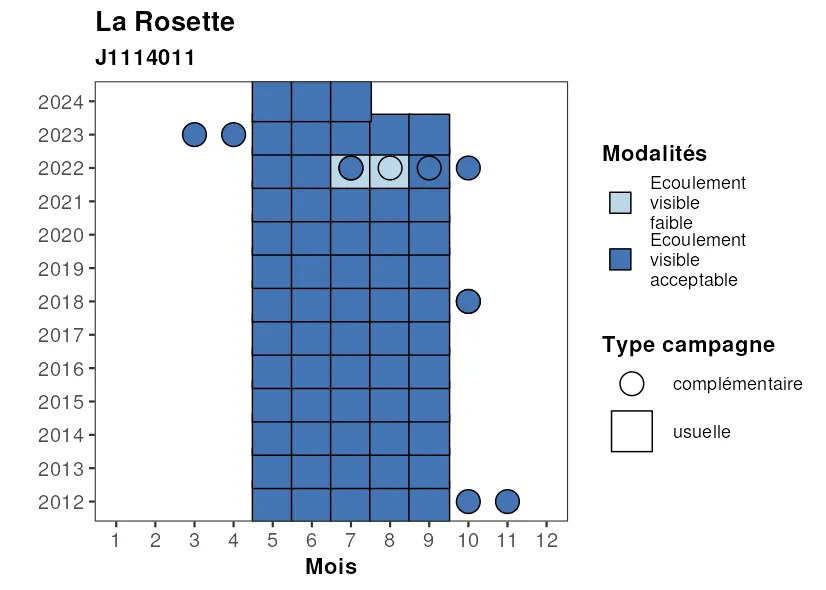 La Rosette
J1114011
2024
2023
2022
2021
2020
2019
2018
2017
2016
2015
2014
2013
2012
1 2 3 4 5 6 7 8 9 10 11 12
Mois
Modalités
Ecoulement
visible
faible
Ecoulement
visible
acceptable
Type campagne
complémentaire
usuelle